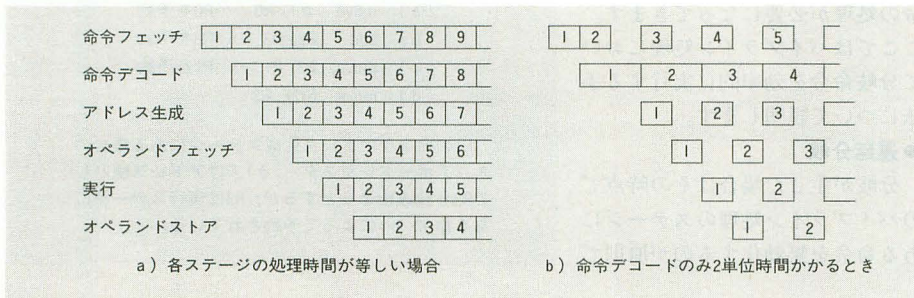 命令フェッチ 1 2 3 4 5 6 7 8 9 1 2 3 4 5
命令デコード 1 2 3 4 5 6 7 8 1 2 3 4
アドレス生成 1 2 3 4 5 6 7 1 2 3
オペランドフェッチ 1 2 3 4 5 6 1 2 3
実行 1 2 3 4 5 1 2
オペランドストア 1 2 3 4 1 2
a）各ステージの処理時間が等しい場合 b）命令デコードのみ2単位時間かかるとき